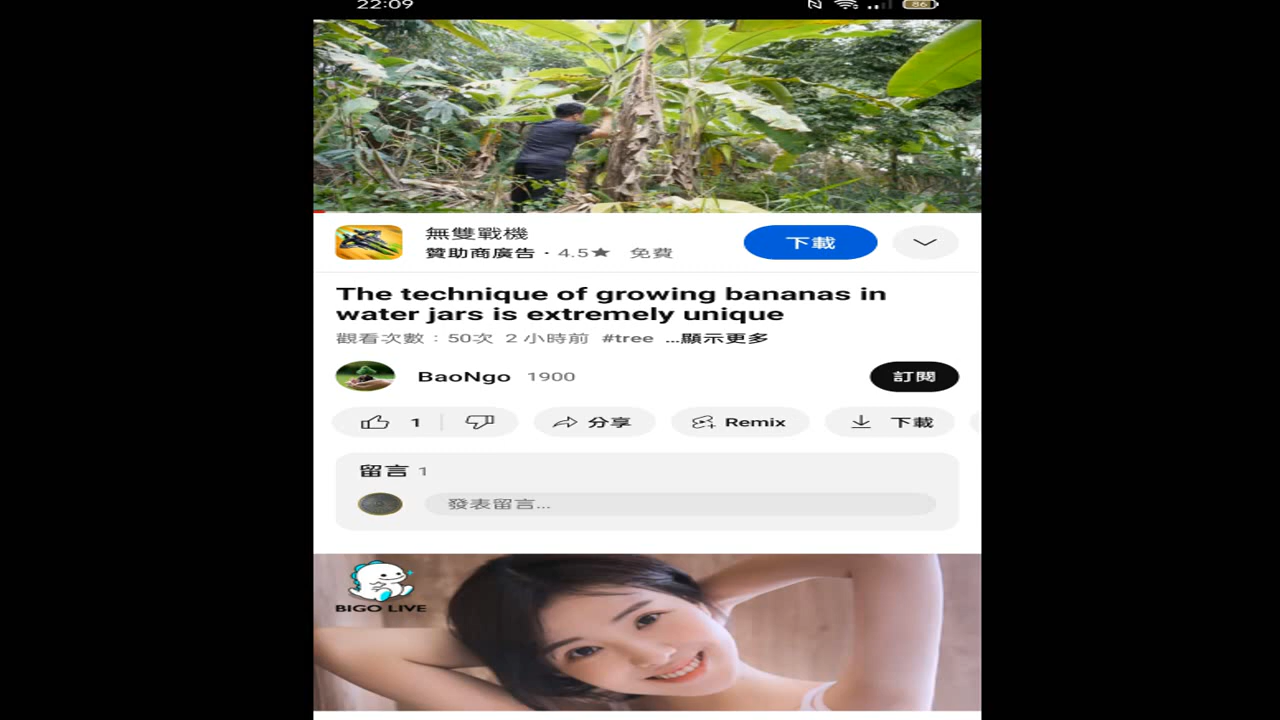 22:09
86
無雙戰機
贊助商廣告 · 4.5★ 免費
下載
The technique of growing bananas in
water jars is extremely unique
觀看次數：50次 2 小時前 #tree ...顯示更多
BaoNgo 1900
訂閱
1
分享
Remix
下載
留言 1
發表留言...
BIGO LIVE